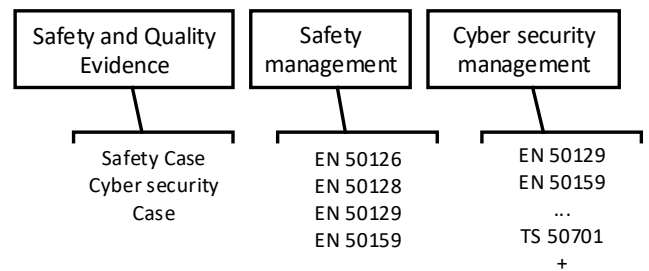 Safety and Quality
Evidence
Safety
management
Cyber security
management
Safety Case
Cyber security
Case
EN 50126
EN 50128
EN 50129
EN 50159
EN 50129
EN 50159
...
TS 50701
+